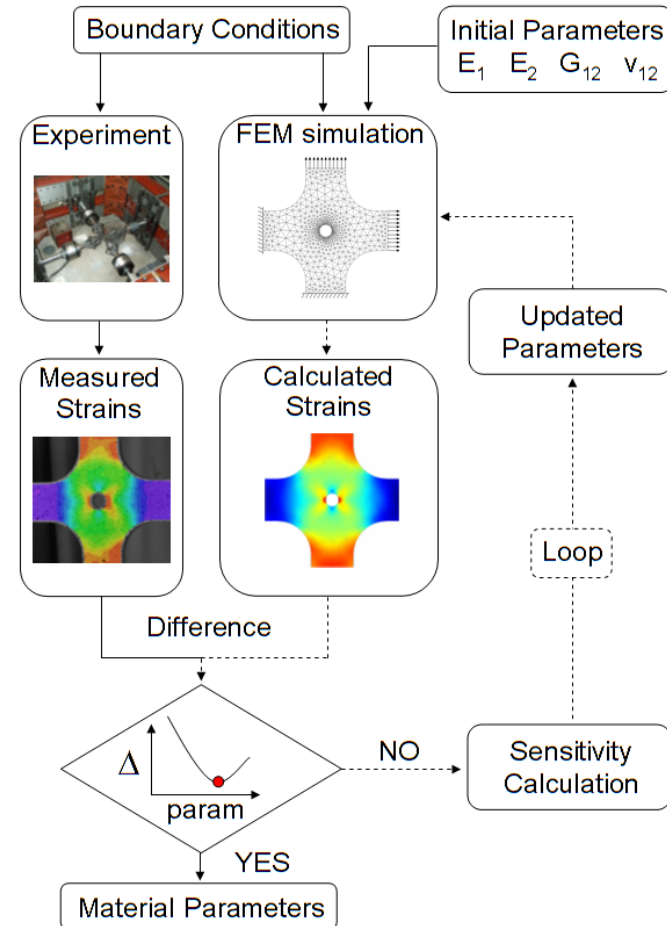 Boundary Conditions
Initial Parameters
E₁ E₂ G₁₂ ν₁₂
Experiment
FEM simulation
Updated
Parameters
Measured
Strains
Calculated
Strains
Loop
Difference
Δ
param
NO
Sensitivity
Calculation
YES
Material Parameters